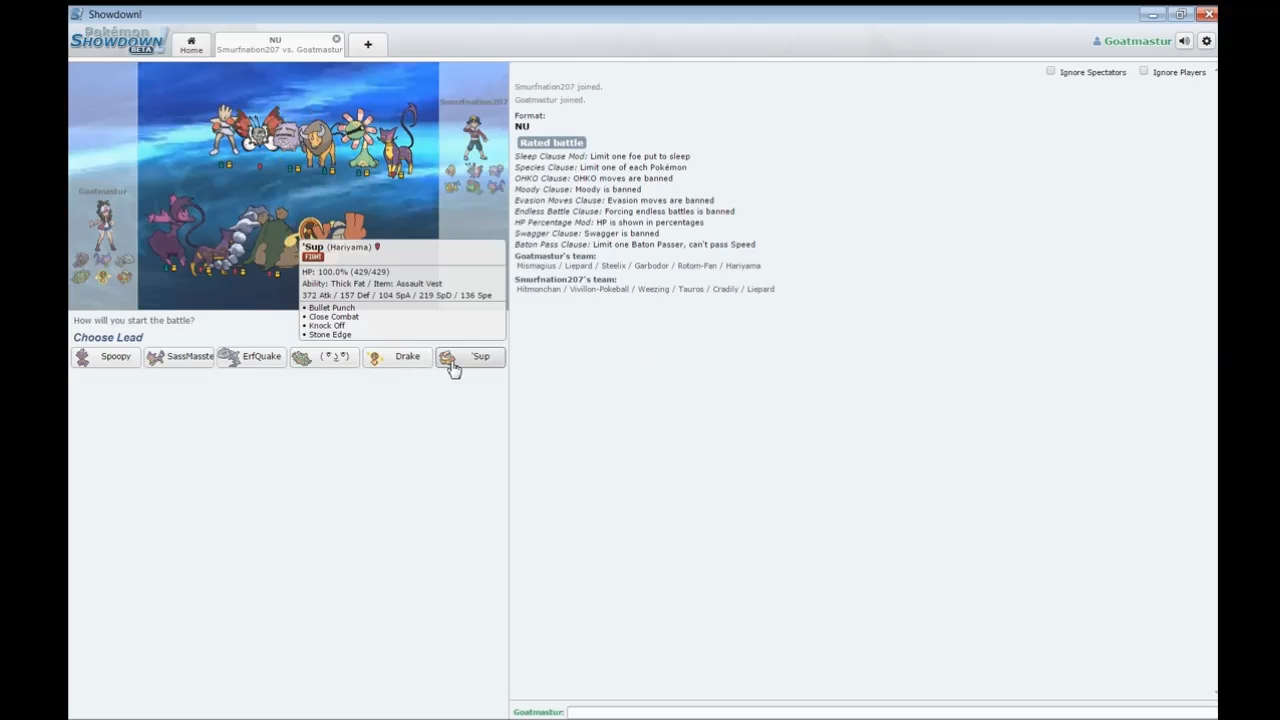 Showdown!
Pokémon
SHOWDOWN
BETA
Home
NU
Smurfnation207 vs. Goatmastur
+
Goatmastur
Ignore Spectators
Ignore Players
Smurfnation207
Goatmastur
'Sup (Hariyama)
FIGHT
HP: 100.0% (429/429)
Ability: Thick Fat / Item: Assault Vest
372 Atk / 157 Def / 104 SpA / 219 SpD / 136 Spe
• Bullet Punch
• Close Combat
• Knock Off
• Stone Edge
How will you start the battle?
Choose Lead
Spoopy
SassMasste
ErfQuake
( ͡° ͜ʖ ͡°)
Drake
'Sup
Smurfnation207 joined.
Goatmastur joined.
Format:
NU
Rated battle
Sleep Clause Mod: Limit one foe put to sleep
Species Clause: Limit one of each Pokémon
OHKO Clause: OHKO moves are banned
Moody Clause: Moody is banned
Evasion Moves Clause: Evasion moves are banned
Endless Battle Clause: Forcing endless battles is banned
HP Percentage Mod: HP is shown in percentages
Swagger Clause: Swagger is banned
Baton Pass Clause: Limit one Baton Passer, can't pass Speed
Goatmastur's team:
Mismagius / Liepard / Steelix / Garbodor / Rotom-Fan / Hariyama
Smurfnation207's team:
Hitmonchan / Vivillon-Pokeball / Weezing / Tauros / Cradily / Liepard
Goatmastur: